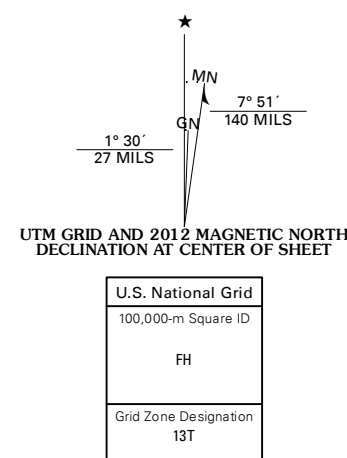 ★
MN
7° 51´
140 MILS
GN
1° 30´
27 MILS
UTM GRID AND 2012 MAGNETIC NORTH
DECLINATION AT CENTER OF SHEET
U.S. National Grid
100,000-m Square ID
FH
Grid Zone Designation
13T